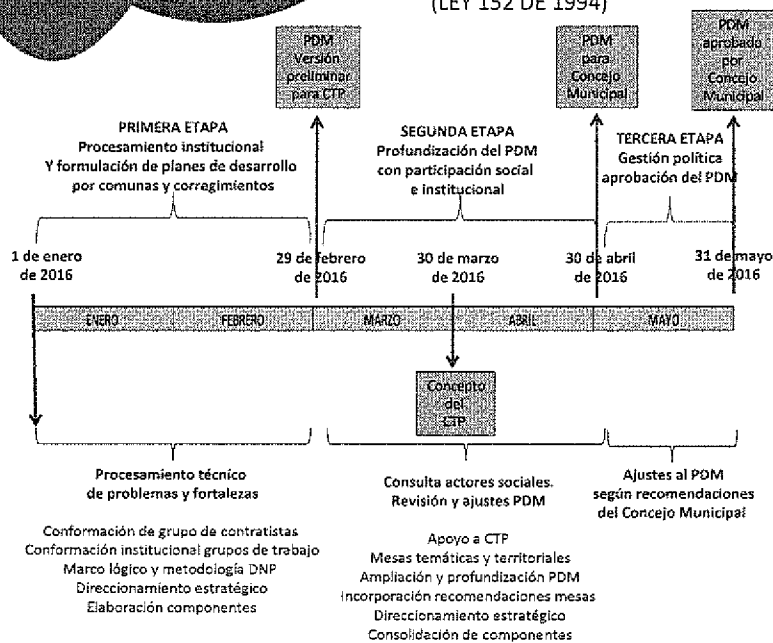 (LEY 152 DE 1994)
PDM
Versión
preliminar
para CTP
PDM
para
Concejo
Municipal
PDM
aprobado
por
Concejo
Municipal
PRIMERA ETAPA
Procesamiento institucional
Y formulación de planes de desarrollo
por comunas y corregimientos
SEGUNDA ETAPA
Profundización del PDM
con participación social
e institucional
TERCERA ETAPA
Gestión política
aprobación del PDM
1 de enero
de 2016
29 de febrero
de 2016
30 de marzo
de 2016
30 de abril
de 2016
31 de mayo
de 2016
ENERO
FEBRERO
MARZO
ABRIL
MAYO
Concepto
del
CTP
Procesamiento técnico
de problemas y fortalezas
Conformación de grupo de contratistas
Conformación institucional grupos de trabajo
Marco lógico y metodología DNP
Direccionamiento estratégico
Elaboración componentes
Consulta actores sociales.
Revisión y ajustes PDM
Apoyo a CTP
Mesas temáticas y territoriales
Ampliación y profundización PDM
Incorporación recomendaciones mesas
Direccionamiento estratégico
Consolidación de componentes
Ajustes al PDM
según recomendaciones
del Concejo Municipal